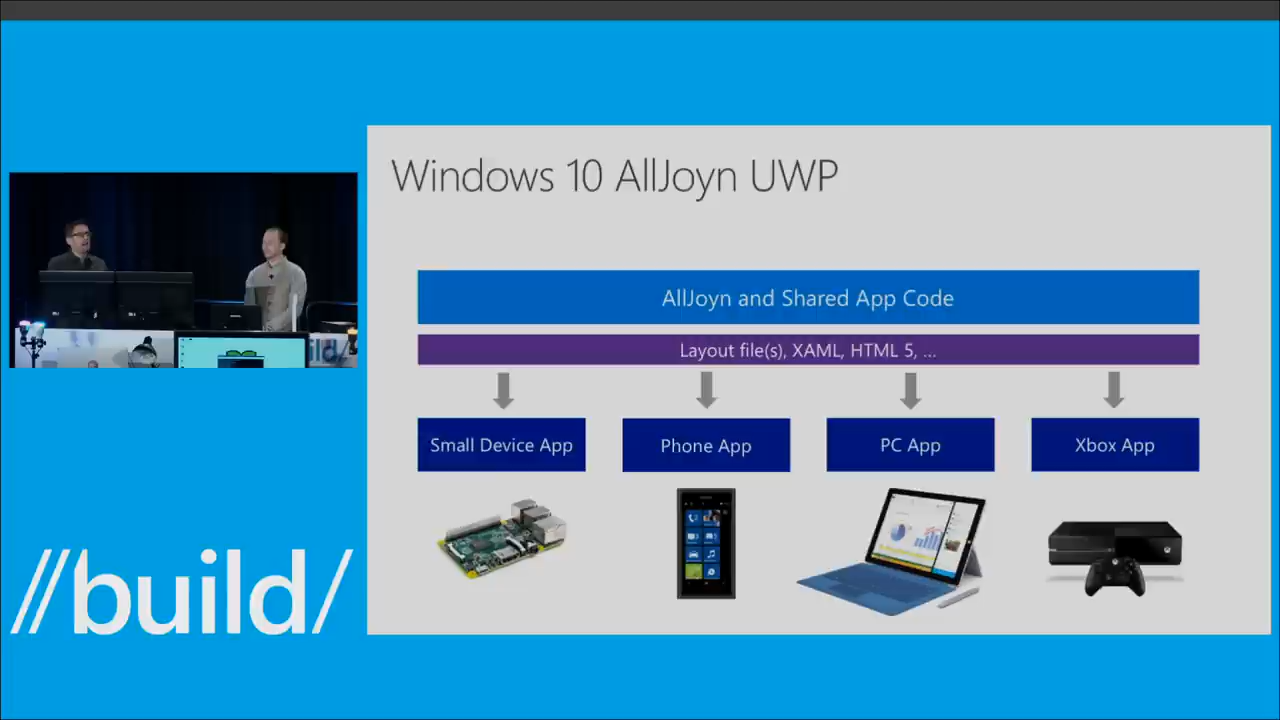 Windows 10 AllJoyn UWP
AllJoyn and Shared App Code
Layout file(s), XAML, HTML 5, ...
Small Device App
Phone App
PC App
Xbox App
ild/
//build/